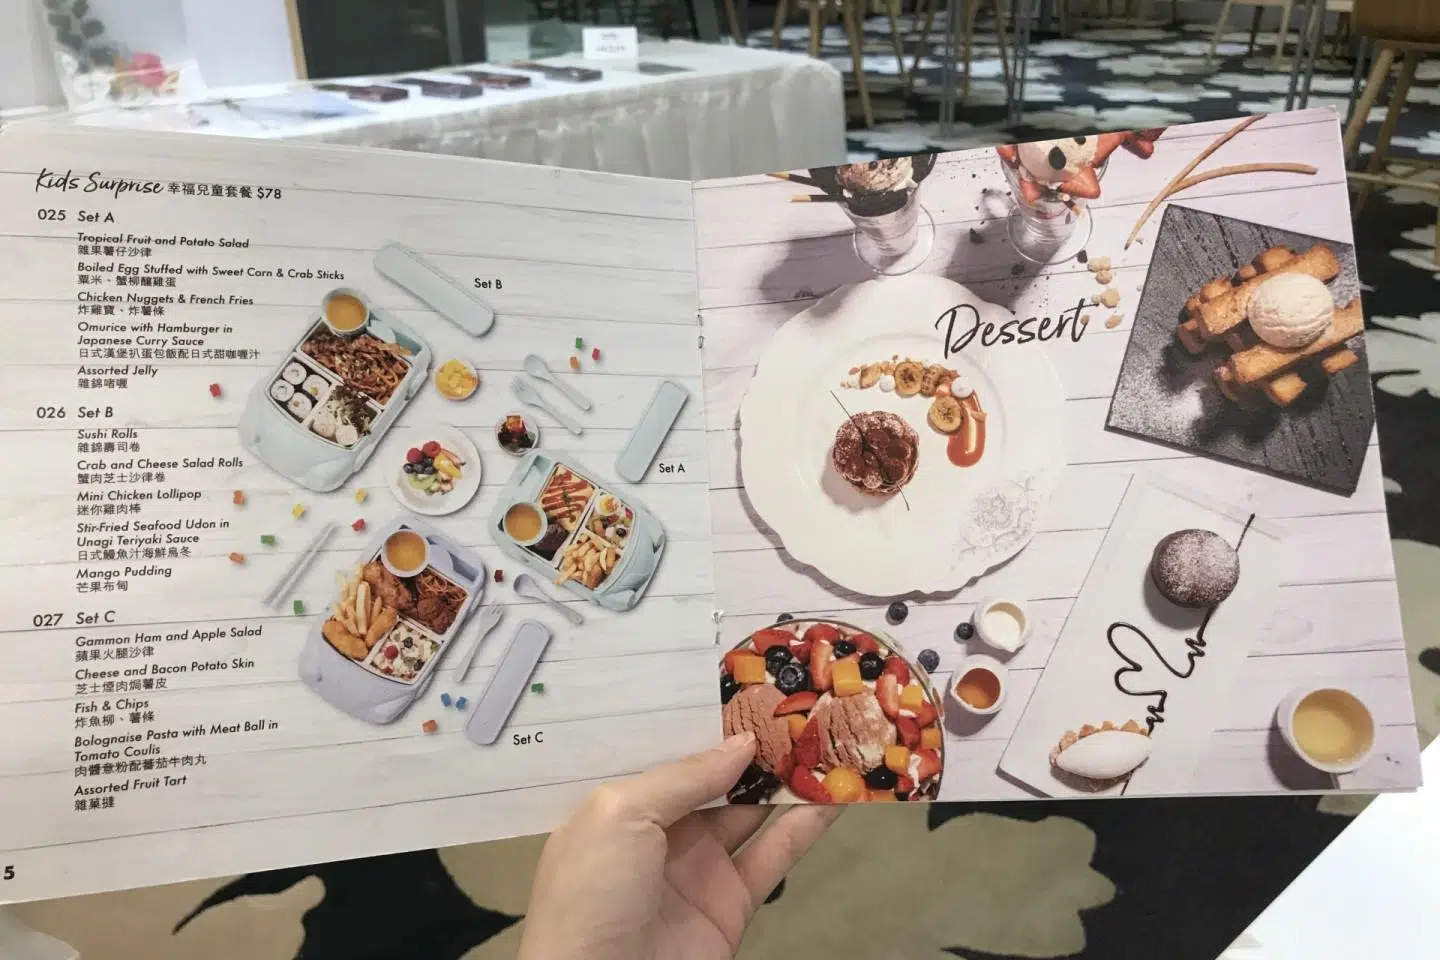 Kids Surprise 幸福兒童套餐 $78
025 Set A
Tropical Fruit and Potato Salad
雜果薯仔沙律
Boiled Egg Stuffed with Sweet Corn & Crab Sticks
粟米、蟹柳釀雞蛋
Chicken Nuggets & French Fries
炸雞寶、炸薯條
Omurice with Hamburger in
Japanese Curry Sauce
日式漢堡扒蛋包飯配日式甜咖喱汁
Assorted Jelly
雜錦啫喱
026 Set B
Sushi Rolls
雜錦壽司卷
Crab and Cheese Salad Rolls
蟹肉芝士沙律卷
Mini Chicken Lollipop
迷你雞肉棒
Stir-Fried Seafood Udon in
Unagi Teriyaki Sauce
日式鰻魚汁海鮮烏冬
Mango Pudding
芒果布甸
027 Set C
Gammon Ham and Apple Salad
蘋果火腿沙律
Cheese and Bacon Potato Skin
芝士煙肉焗薯皮
Fish & Chips
炸魚柳、薯條
Bolognaise Pasta with Meat Ball in
Tomato Coulis
肉醬意粉配蕃茄牛肉丸
Assorted Fruit Tart
雜菓撻
5
Set B
Set A
Set C
Dessert